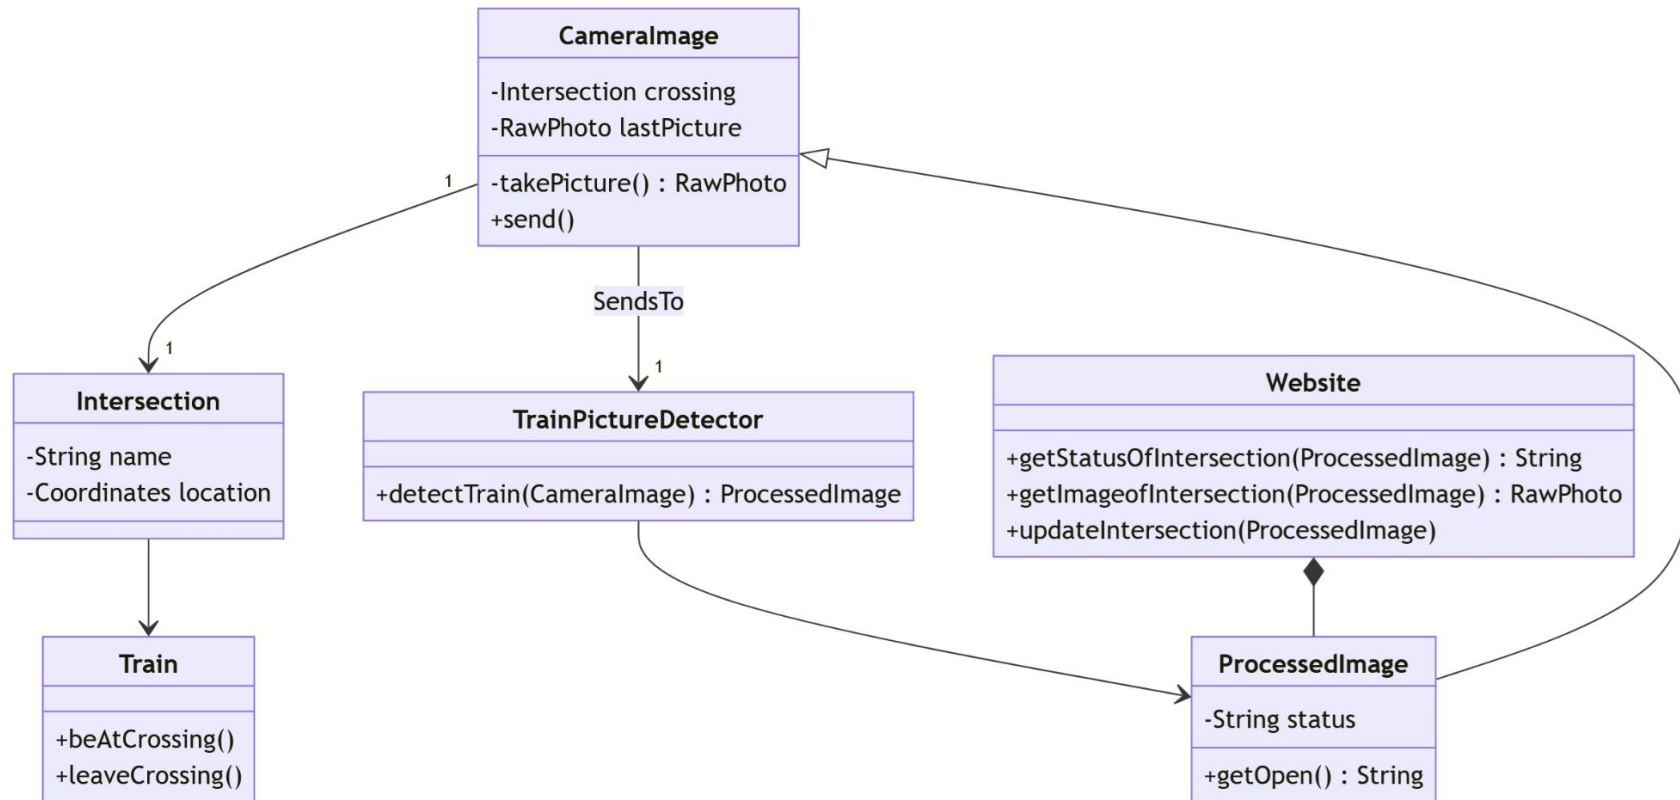 CameraImage
-Intersection crossing
-RawPhoto lastPicture
-takePicture() : RawPhoto
+send()
1
SendsTo
1
1
Intersection
-String name
-Coordinates location
TrainPictureDetector
+detectTrain(CameraImage) : ProcessedImage
Website
+getStatusOfIntersection(ProcessedImage) : String
+getImageofIntersection(ProcessedImage) : RawPhoto
+updateIntersection(ProcessedImage)
Train
+beAtCrossing()
+leaveCrossing()
ProcessedImage
-String status
+getOpen() : String